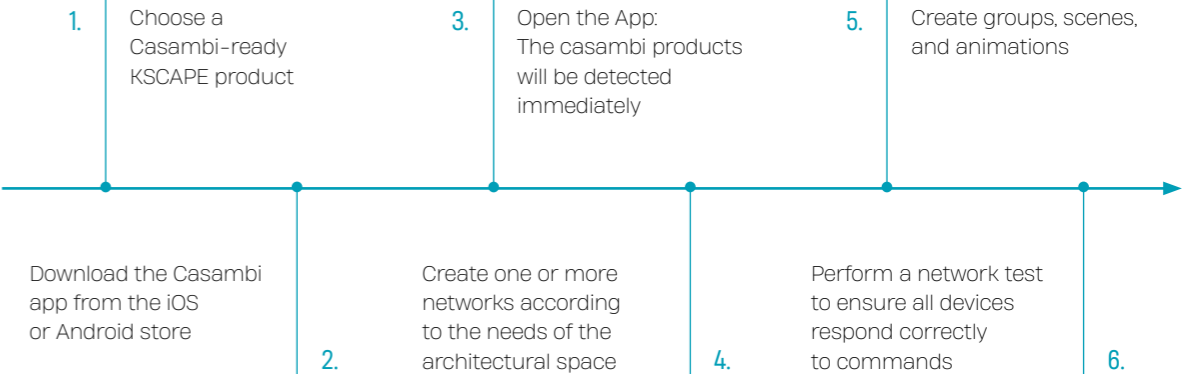 1.
Choose a
Casambi-ready
KSCAPE product
Download the Casambi
app from the iOS
or Android store
2.
3.
Open the App:
The casambi products
will be detected
immediately
Create one or more
networks according
to the needs of the
architectural space
4.
5.
Create groups, scenes,
and animations
Perform a network test
to ensure all devices
respond correctly
to commands
6.